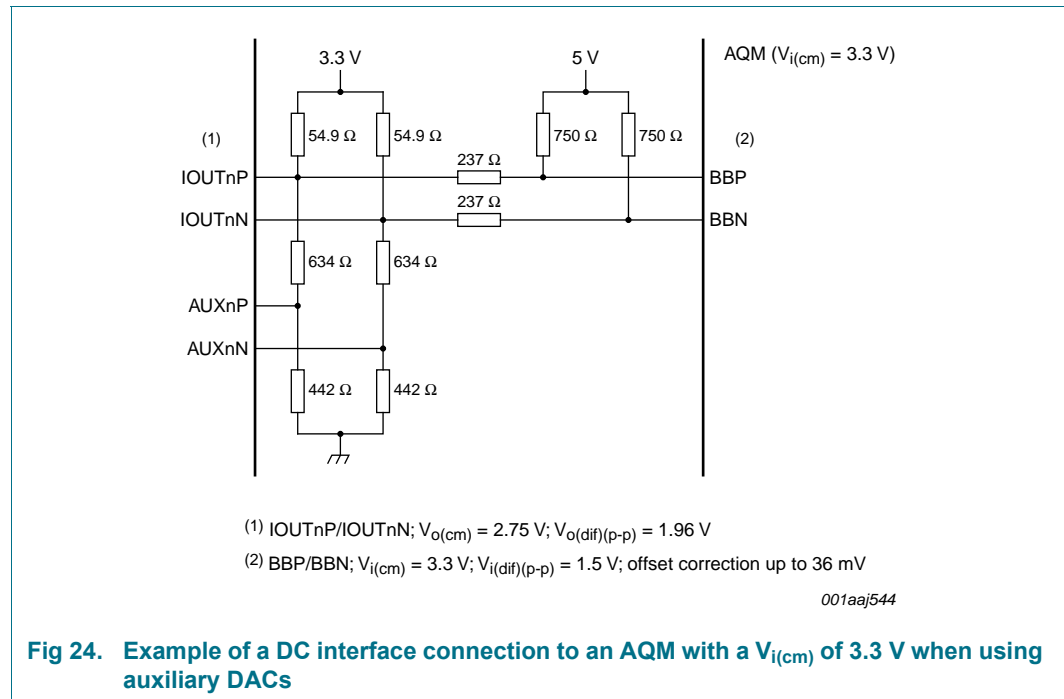 3.3 V
5 V
AQM (Vi(cm) = 3.3 V)
(1)
54.9 Ω
54.9 Ω
750 Ω
750 Ω
(2)
237 Ω
IOUTnP
BBP
237 Ω
IOUTnN
BBN
634 Ω
634 Ω
AUXnP
AUXnN
442 Ω
442 Ω
(1) IOUTnP/IOUTnN; Vo(cm) = 2.75 V; Vo(dif)(p-p) = 1.96 V
(2) BBP/BBN; Vi(cm) = 3.3 V; Vi(dif)(p-p) = 1.5 V; offset correction up to 36 mV
001aaj544
Fig 24. Example of a DC interface connection to an AQM with a Vi(cm) of 3.3 V when using
auxiliary DACs